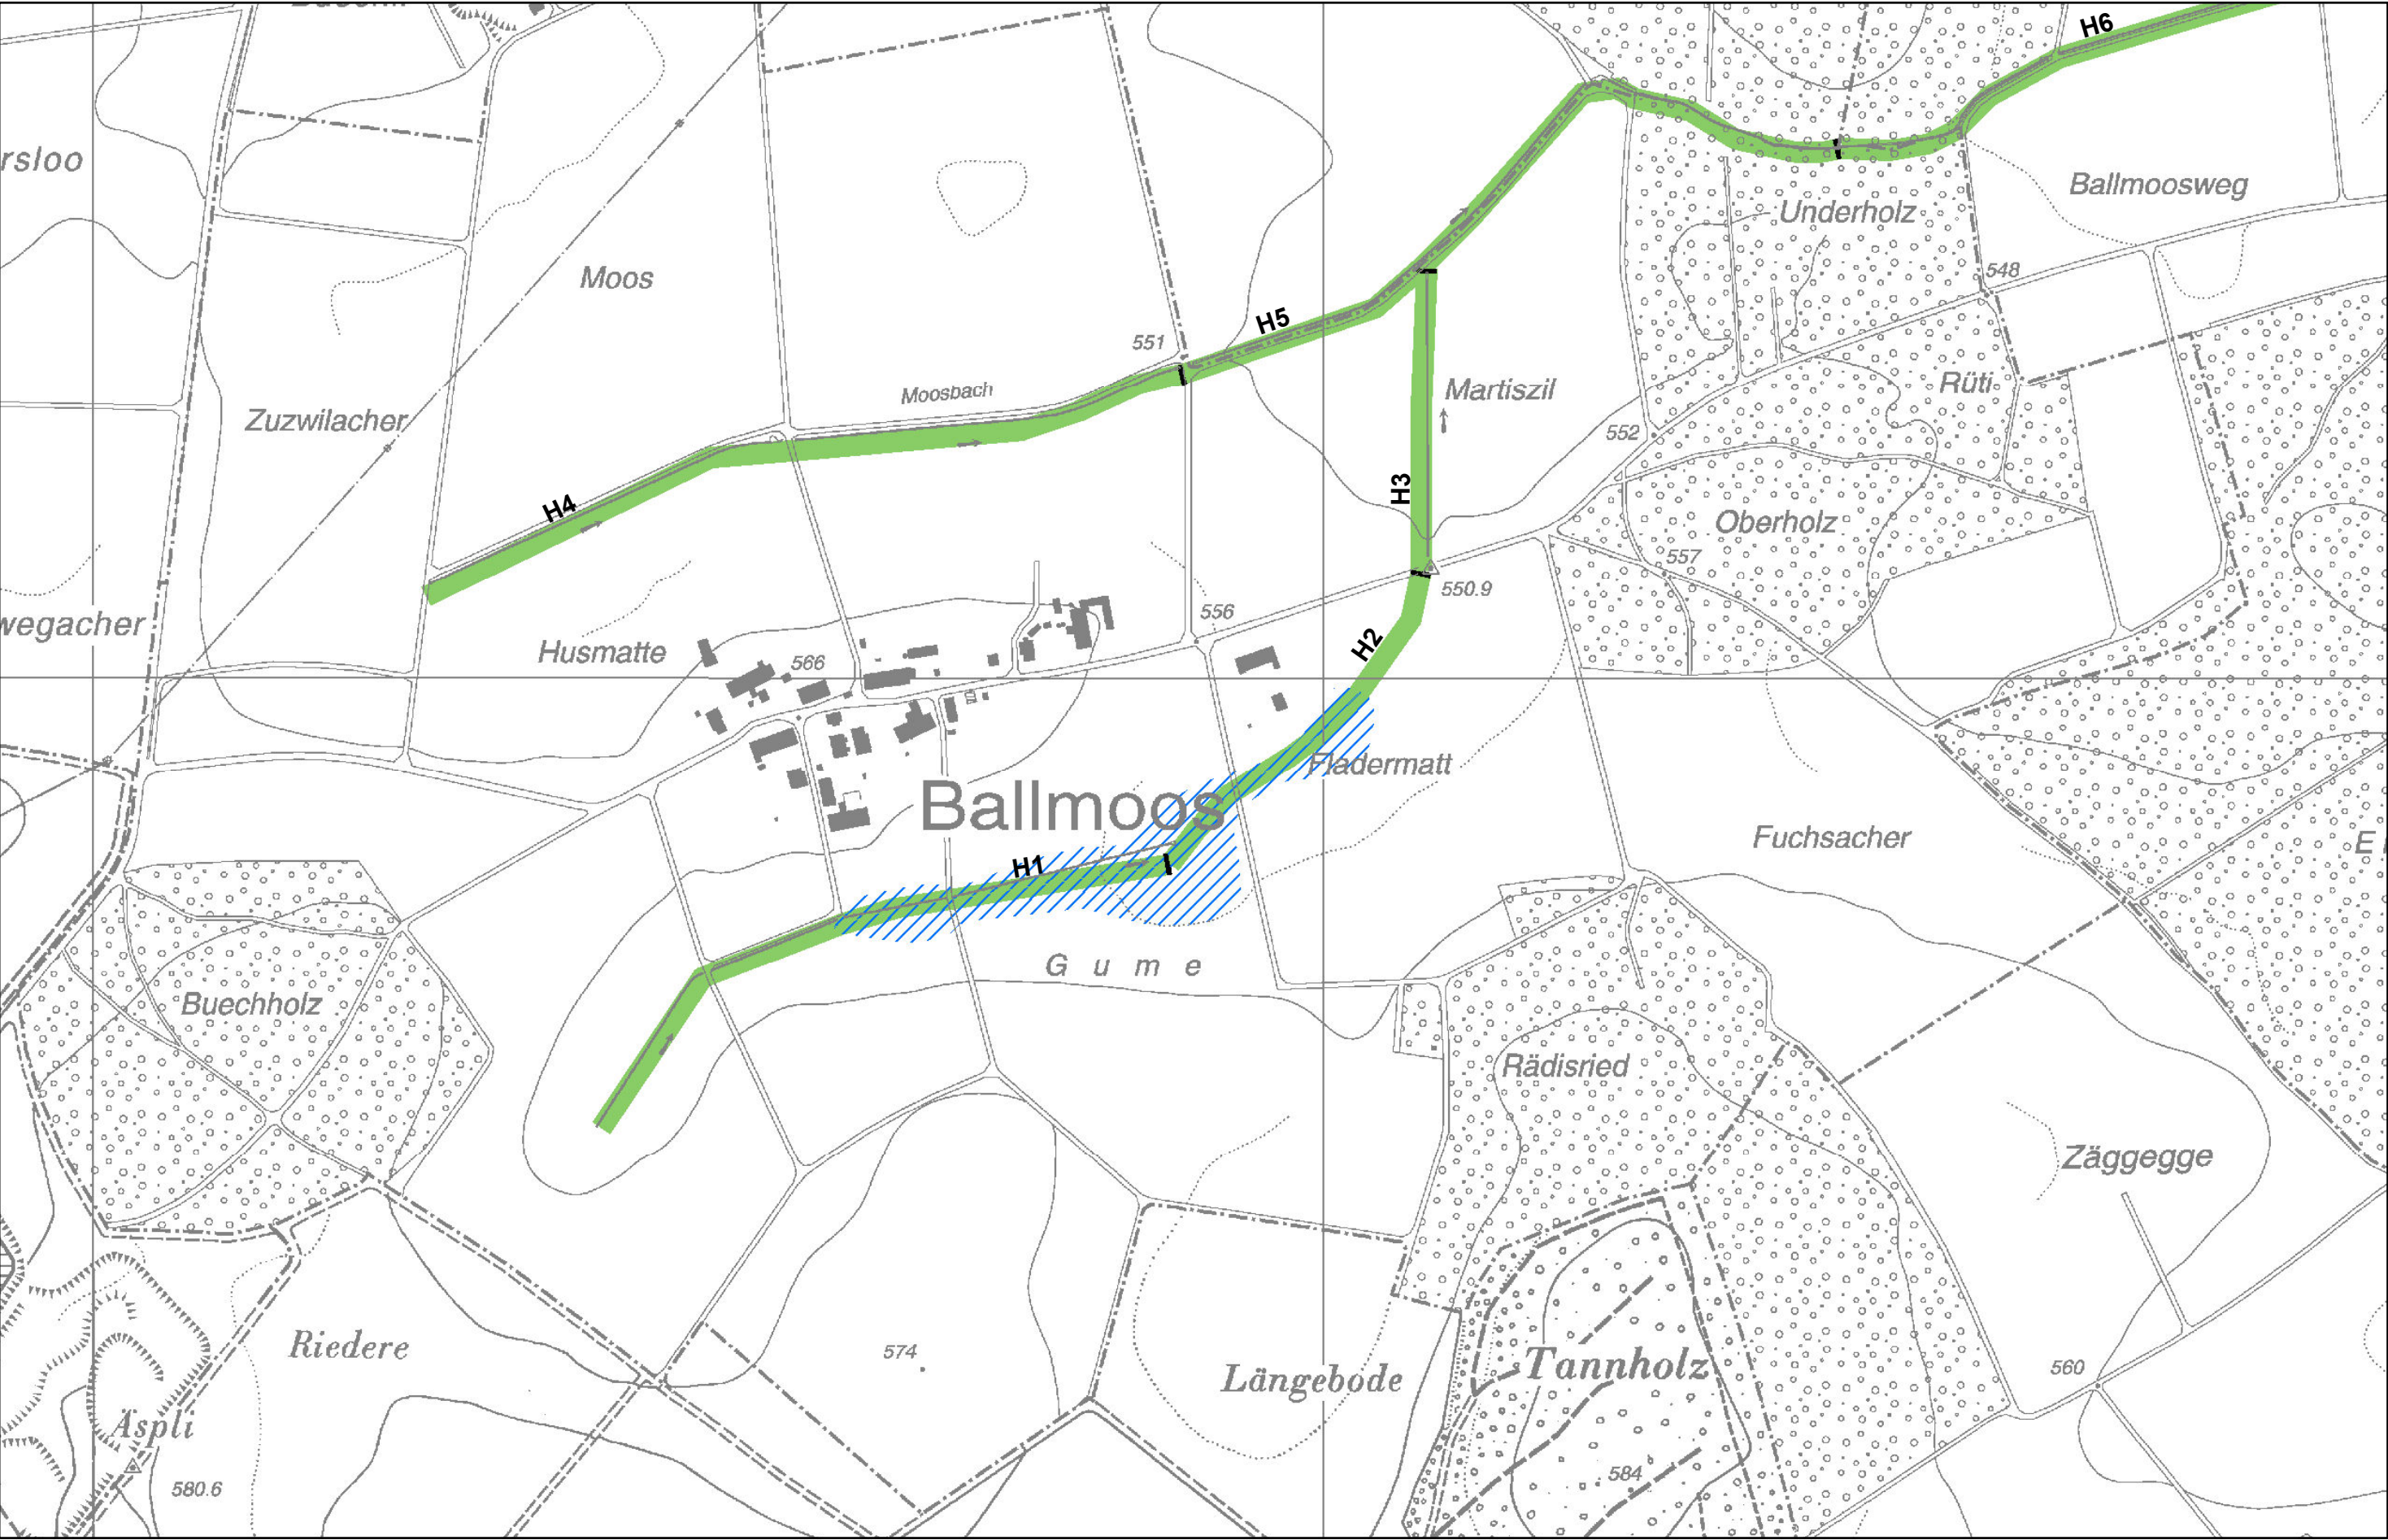 H6
rsloo
Ballmoosweg
Underholz
Moos
548
H5
551
Moosbach
Martiszil
Rüti
Zuzwilacher
552
H3
H4
Oberholz
557
550.9
wegacher
556
Husmatte
566
H2
Fladermatt
Ballmoos
Fuchsacher
H1
Gume
Buechholz
Rädisried
Zäggegge
Riedere
574
Längebode
Tannholz
560
Äspli
580.6
584